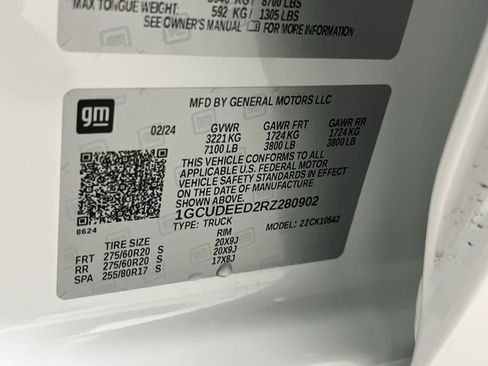 MAX TONGUE WEIGHT: 592 KG / 1305 LBS
SEE OWNER'S MANUAL FOR MORE INFORMATION
gm
MFD BY GENERAL MOTORS LLC
02/24 GVWR GAWR FRT GAWR RR
3221 KG 1724 KG 1724 KG
7100 LB 3800 LB 3800 LB
THIS VEHICLE CONFORMS TO ALL
APPLICABLE U.S. FEDERAL MOTOR
VEHICLE SAFETY STANDARDS IN EFFECT
ON THE DATE OF MANUFACTURE
SHOWN ABOVE.
1GCUDEED2RZ280902
8624 TYPE: TRUCK MODEL: 22CK10543
TIRE SIZE RIM
FRT 275/60R20 S 20X9J
RR 275/60R20 S 20X9J
SPA 255/80R17 S 17X8J